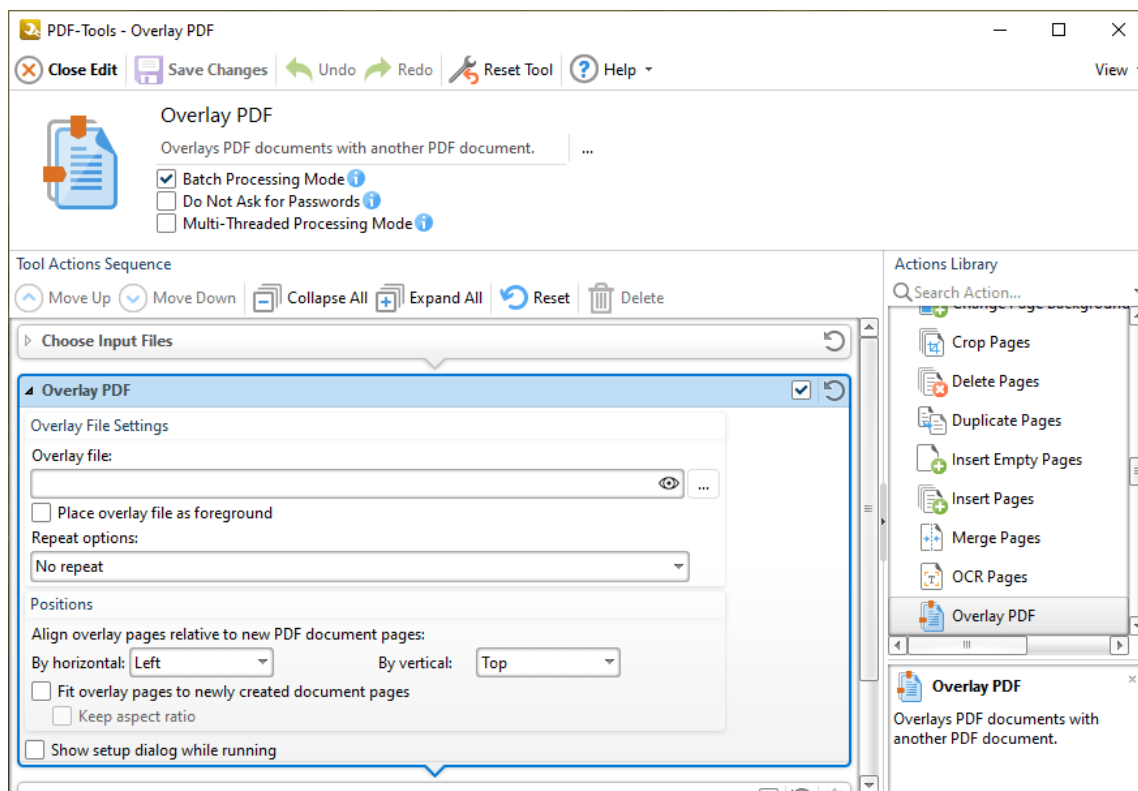 PDF-Tools - Overlay PDF
Close Edit Save Changes Undo Redo Reset Tool Help View
Overlay PDF
Overlays PDF documents with another PDF document. ...
Batch Processing Mode
Do Not Ask for Passwords
Multi-Threaded Processing Mode
Tool Actions Sequence
Move Up Move Down Collapse All Expand All Reset Delete
Choose Input Files
Overlay PDF
Overlay File Settings
Overlay file:
...
Place overlay file as foreground
Repeat options:
No repeat
Positions
Align overlay pages relative to new PDF document pages:
By horizontal: Left By vertical: Top
Fit overlay pages to newly created document pages
Keep aspect ratio
Show setup dialog while running
Actions Library
Search Action...
Change Page Background
Crop Pages
Delete Pages
Duplicate Pages
Insert Empty Pages
Insert Pages
Merge Pages
OCR Pages
Overlay PDF
Overlay PDF
Overlays PDF documents with
another PDF document.